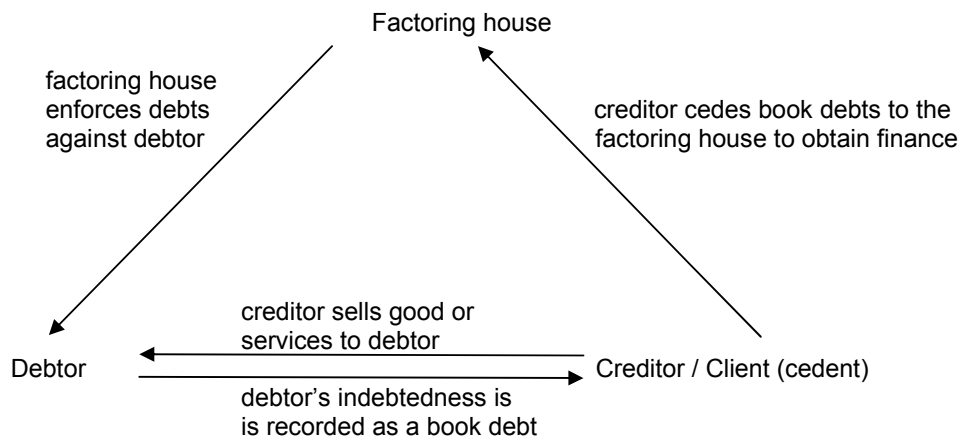 Factoring house
factoring house
enforces debts
against debtor
creditor cedes book debts to the
factoring house to obtain finance
creditor sells good or
services to debtor
Debtor
Creditor / Client (cedent)
debtor’s indebtedness is
is recorded as a book debt